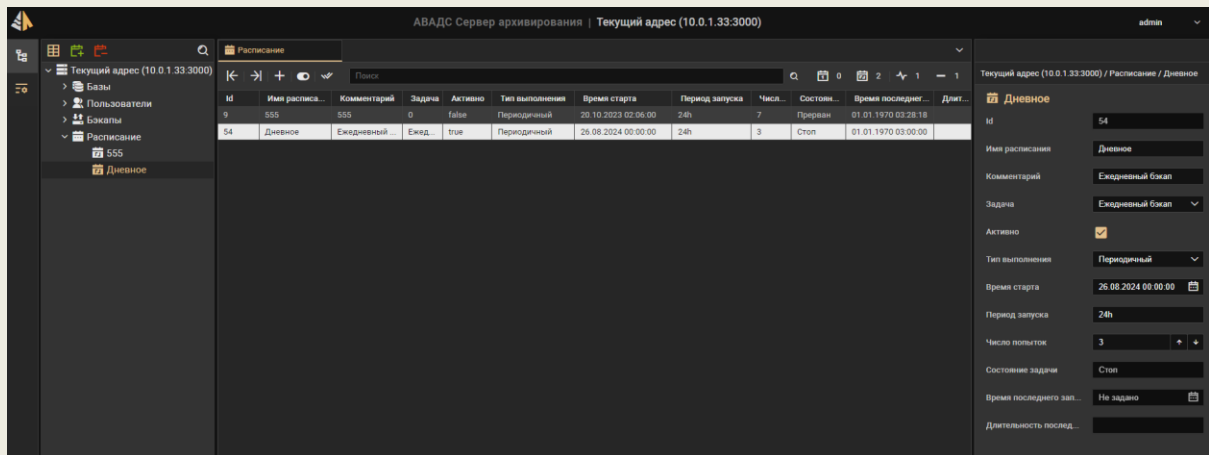 АВАДС Сервер архивирования | Текущий адрес (10.0.1.33:3000)
admin
Текущий адрес (10.0.1.33:3000)
Базы
Пользователи
Бэкапы
Расписание
555
Дневное
Расписание
Поиск
0 2 1 1
Id Имя расписа... Комментарий Задача Активно Тип выполнения Время старта Период запуска Числ... Состоян... Время последнег... Длит...
9 555 555 0 false Периодичный 20.10.2023 02:06:00 24h 7 Прерван 01.01.1970 03:28:18
54 Дневное Ежедневный ... Ежед... true Периодичный 26.08.2024 00:00:00 24h 3 Стоп 01.01.1970 03:00:00
Текущий адрес (10.0.1.33:3000) / Расписание / Дневное
Дневное
Id 54
Имя расписания Дневное
Комментарий Ежедневный бэкап
Задача Ежедневный бэкап
Активно
Тип выполнения Периодичный
Время старта 26.08.2024 00:00:00
Период запуска 24h
Число попыток 3
Состояние задачи Стоп
Время последнего зап... Не задано
Длительность послед...